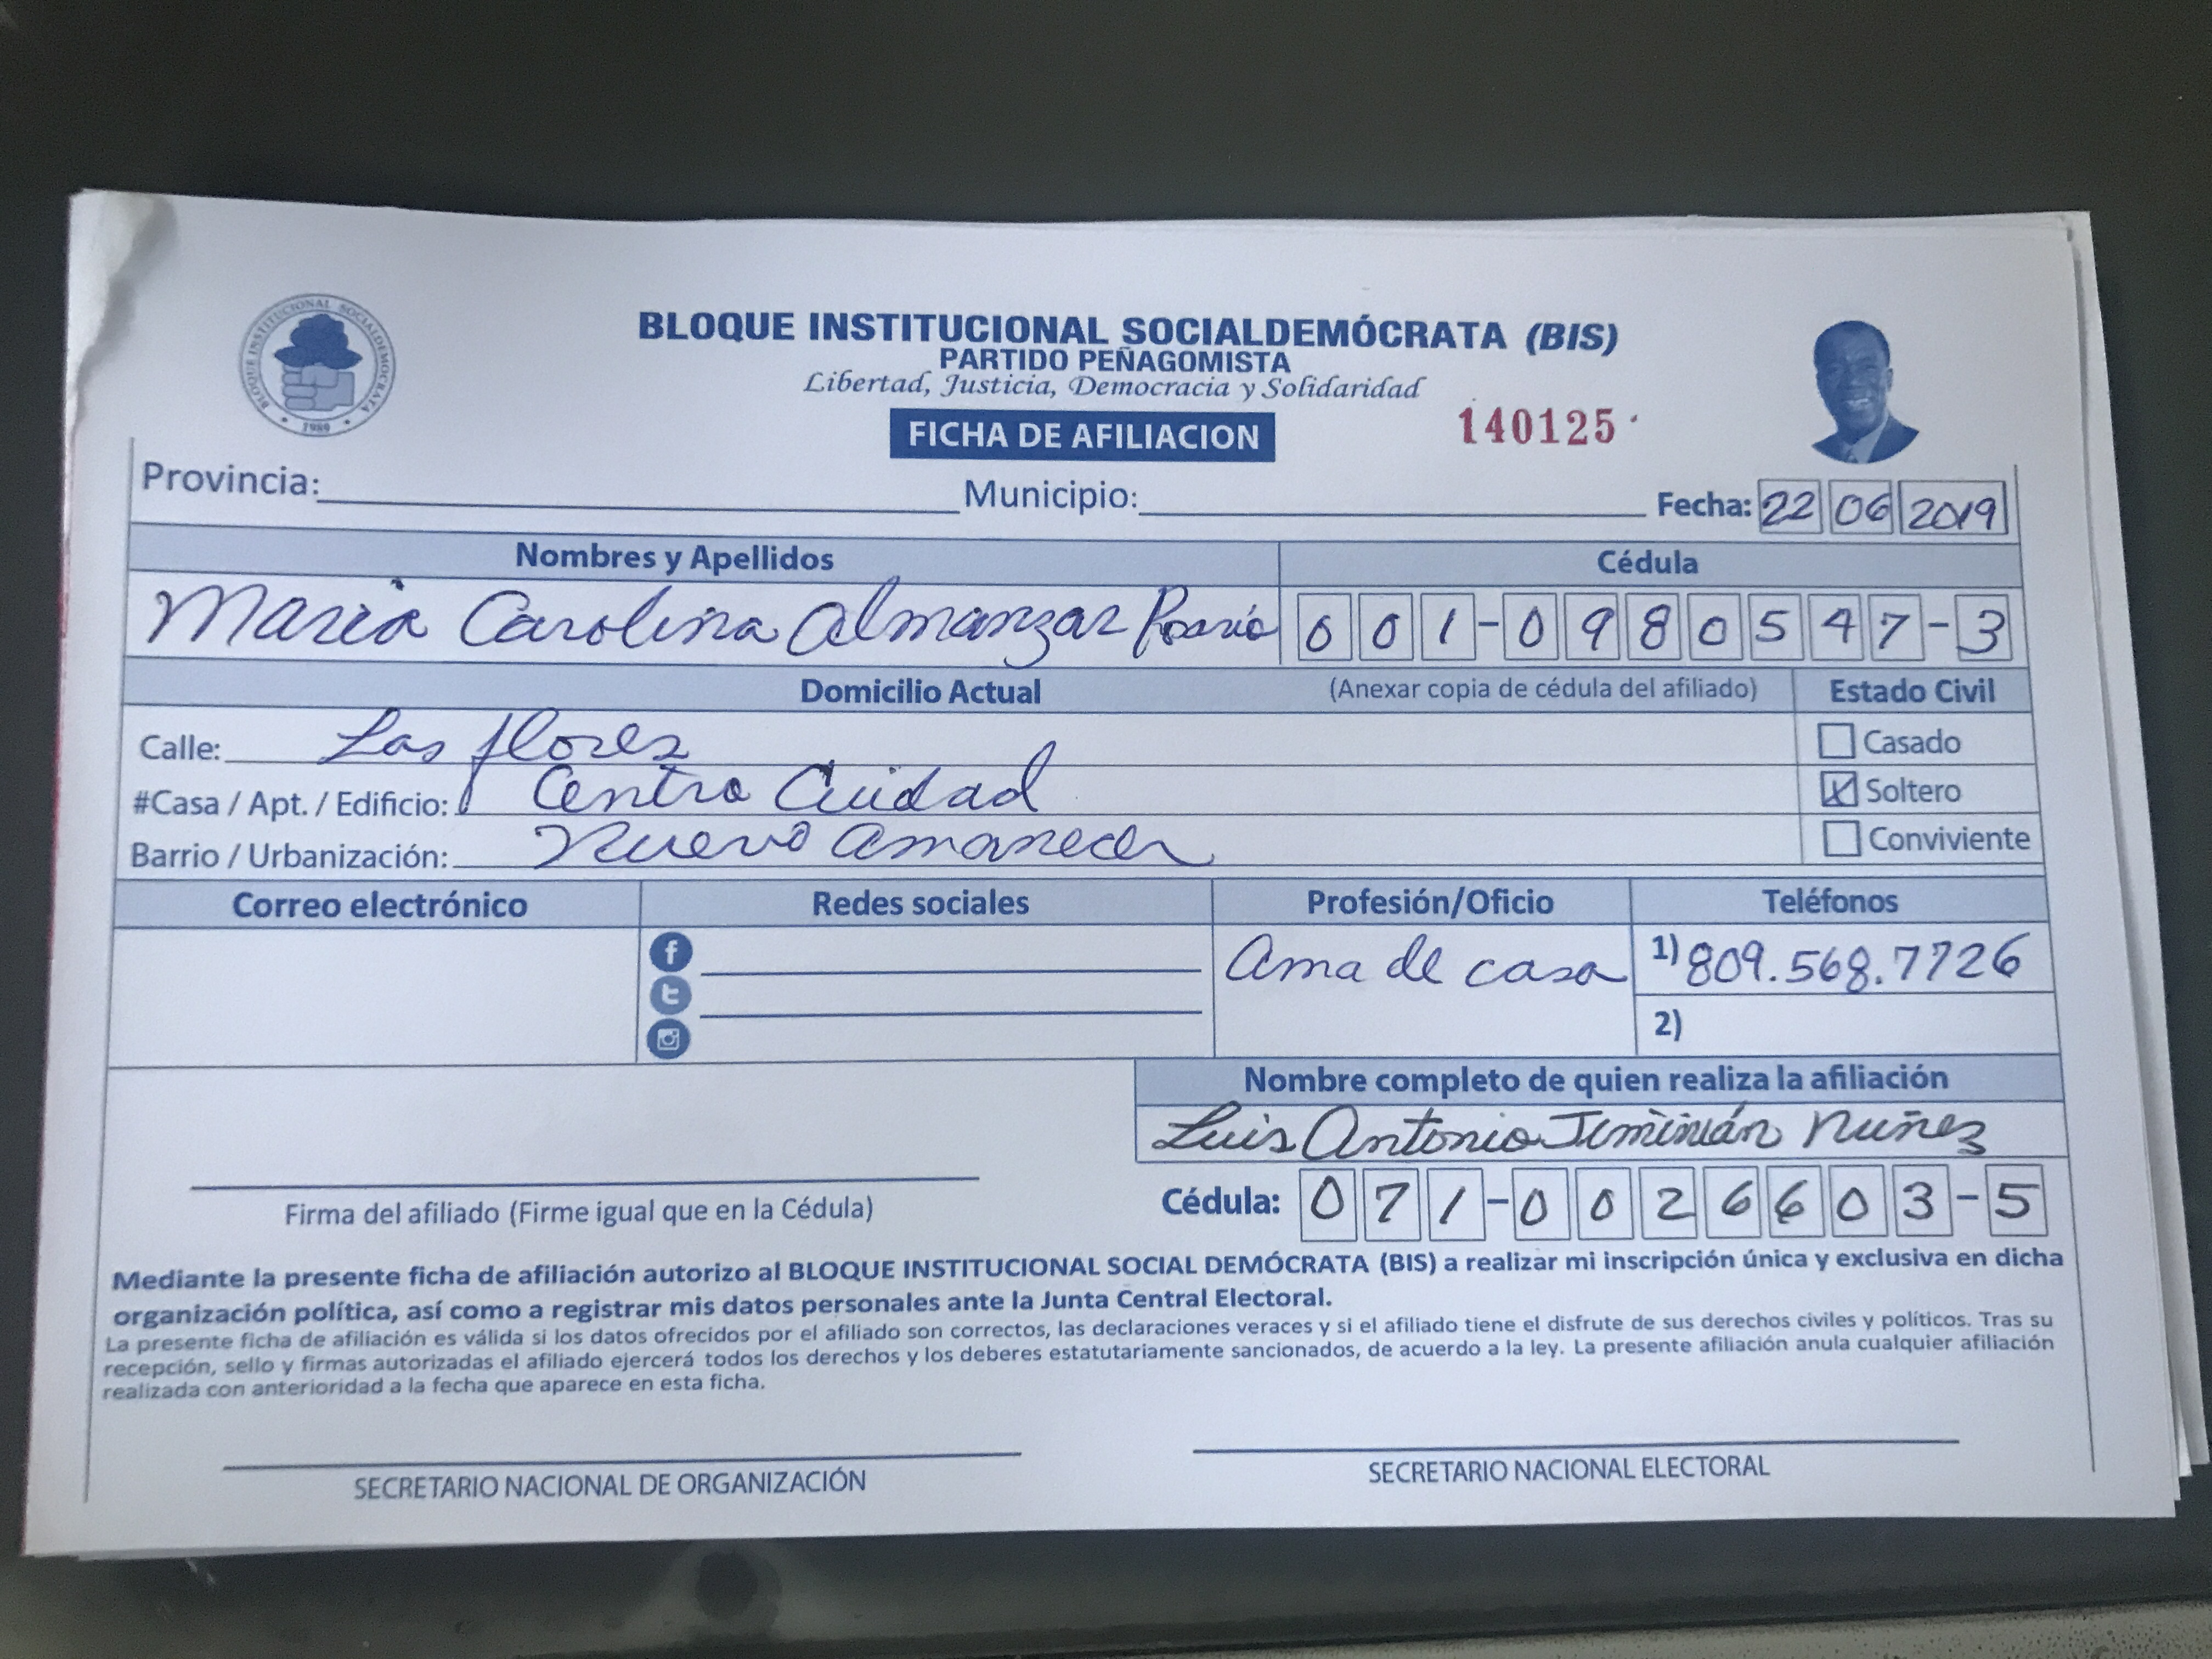 BLOQUE INSTITUCIONAL SOCIALDEMOCRATA
1989
BLOQUE INSTITUCIONAL SOCIALDEMÓCRATA (BIS)
PARTIDO PEÑAGOMISTA
Libertad, Justicia, Democracia y Solidaridad
FICHA DE AFILIACION 140125
Provincia: Municipio: Fecha: 22 06 2019
Nombres y Apellidos Cédula
Maria Carolina Almanzar Rosario 001-0980547-3
Domicilio Actual (Anexar copia de cédula del afiliado) Estado Civil
Calle: Las flores Casado
#Casa / Apt. / Edificio: Centro Cuidad Soltero
Barrio / Urbanización: Nuevo amanecer Conviviente
Correo electrónico Redes sociales Profesión/Oficio Teléfonos
Ama de casa 1) 809.568.7726
2)
Nombre completo de quien realiza la afiliación
Luis Antonio Jiminián Nuñez
Cédula: 071-0026603-5
Firma del afiliado (Firme igual que en la Cédula)
Mediante la presente ficha de afiliación autorizo al BLOQUE INSTITUCIONAL SOCIAL DEMÓCRATA (BIS) a realizar mi inscripción única y exclusiva en dicha
organización política, así como a registrar mis datos personales ante la Junta Central Electoral.
La presente ficha de afiliación es válida si los datos ofrecidos por el afiliado son correctos, las declaraciones veraces y si el afiliado tiene el disfrute de sus derechos civiles y políticos. Tras su
recepción, sello y firmas autorizadas el afiliado ejercerá todos los derechos y los deberes estatutariamente sancionados, de acuerdo a la ley. La presente afiliación anula cualquier afiliación
realizada con anterioridad a la fecha que aparece en esta ficha.
SECRETARIO NACIONAL DE ORGANIZACIÓN SECRETARIO NACIONAL ELECTORAL